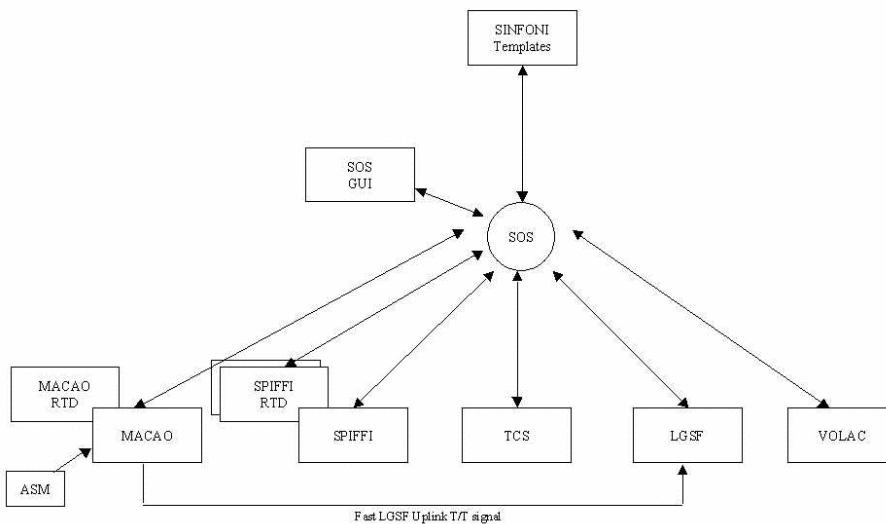 SINFONI
Templates
SOS
GUI
SOS
MACAO
RTD
SPIFFI
RTD
MACAO
SPIFFI
TCS
LGSF
VOLAC
ASM
Fast LGSF Uplink T/T signal